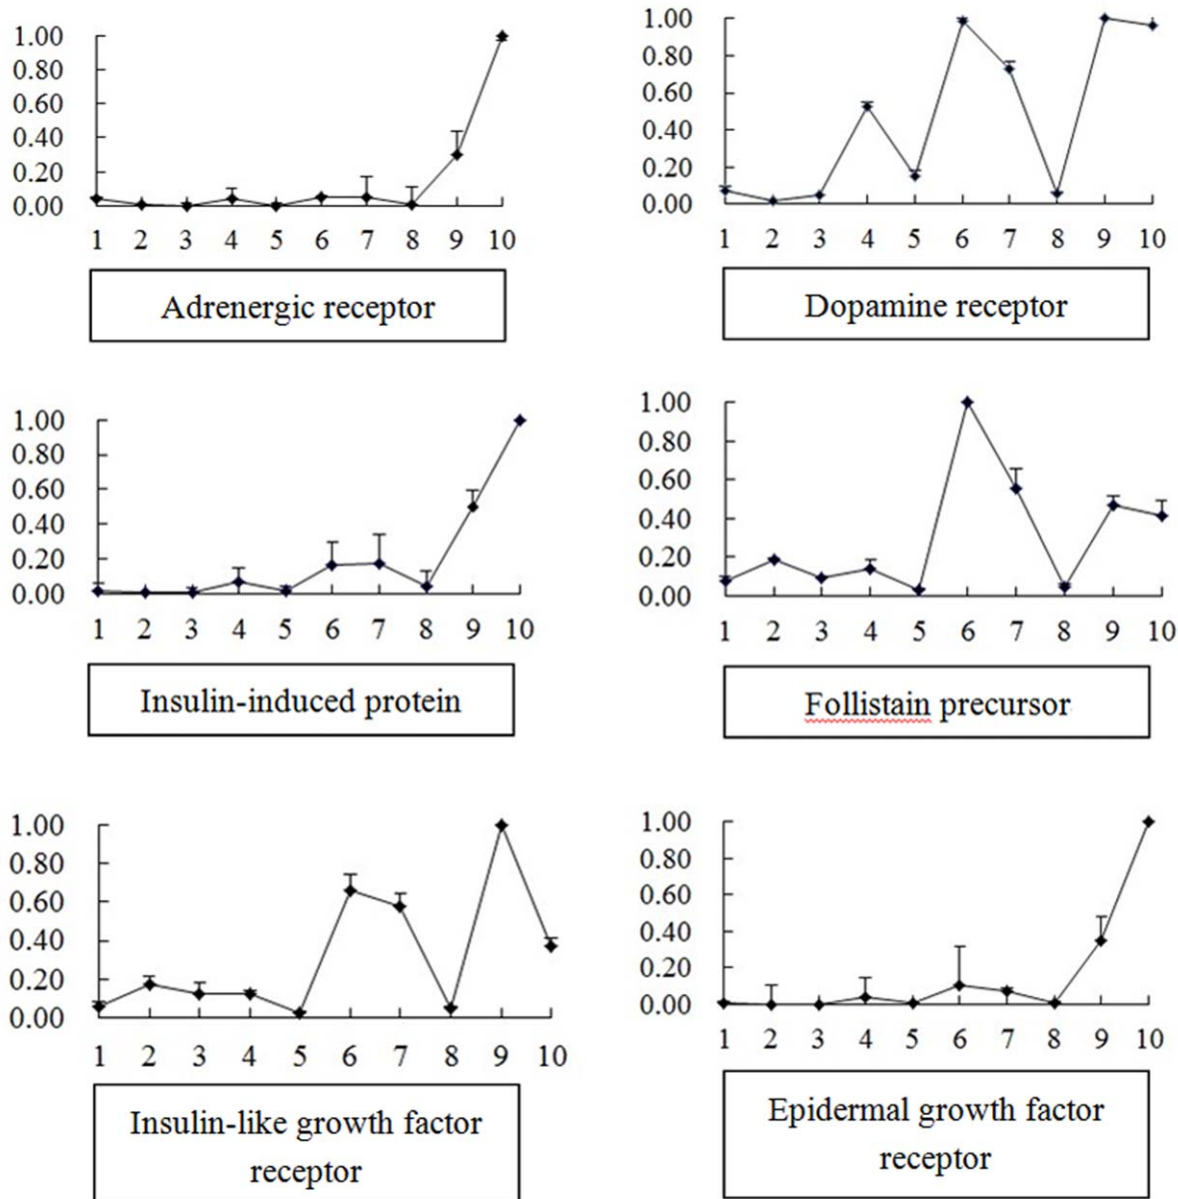 1.00
0.80
0.60
0.40
0.20
0.00
1 2 3 4 5 6 7 8 9 10
Adrenergic receptor
1.00
0.80
0.60
0.40
0.20
0.00
1 2 3 4 5 6 7 8 9 10
Dopamine receptor
1.00
0.80
0.60
0.40
0.20
0.00
1 2 3 4 5 6 7 8 9 10
Insulin-induced protein
1.00
0.80
0.60
0.40
0.20
0.00
1 2 3 4 5 6 7 8 9 10
Follistain precursor
1.00
0.80
0.60
0.40
0.20
0.00
1 2 3 4 5 6 7 8 9 10
Insulin-like growth factor
receptor
1.00
0.80
0.60
0.40
0.20
0.00
1 2 3 4 5 6 7 8 9 10
Epidermal growth factor
receptor